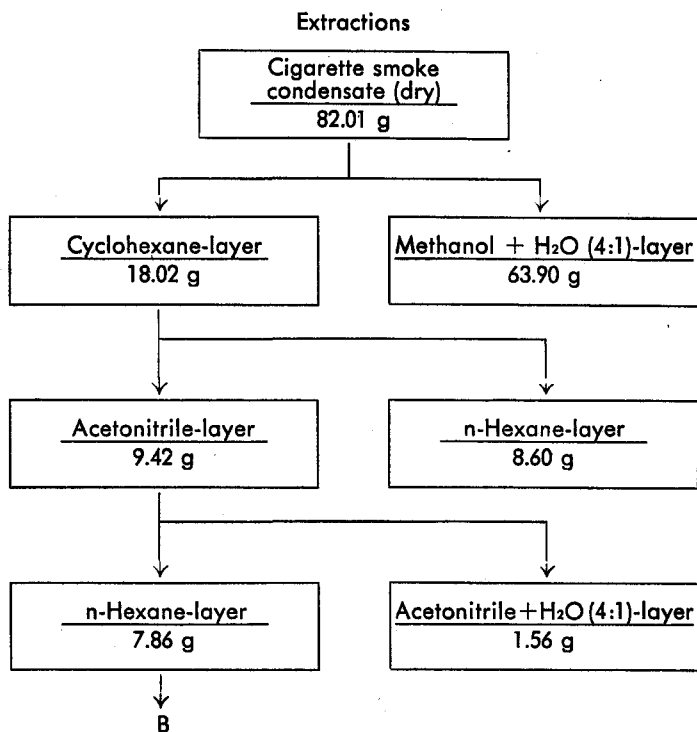 Extractions
Cigarette smoke
condensate (dry)
82.01 g
Cyclohexane-layer
18.02 g
Methanol + H₂O (4:1)-layer
63.90 g
Acetonitrile-layer
9.42 g
n-Hexane-layer
8.60 g
n-Hexane-layer
7.86 g
Acetonitrile+H₂O (4:1)-layer
1.56 g
B